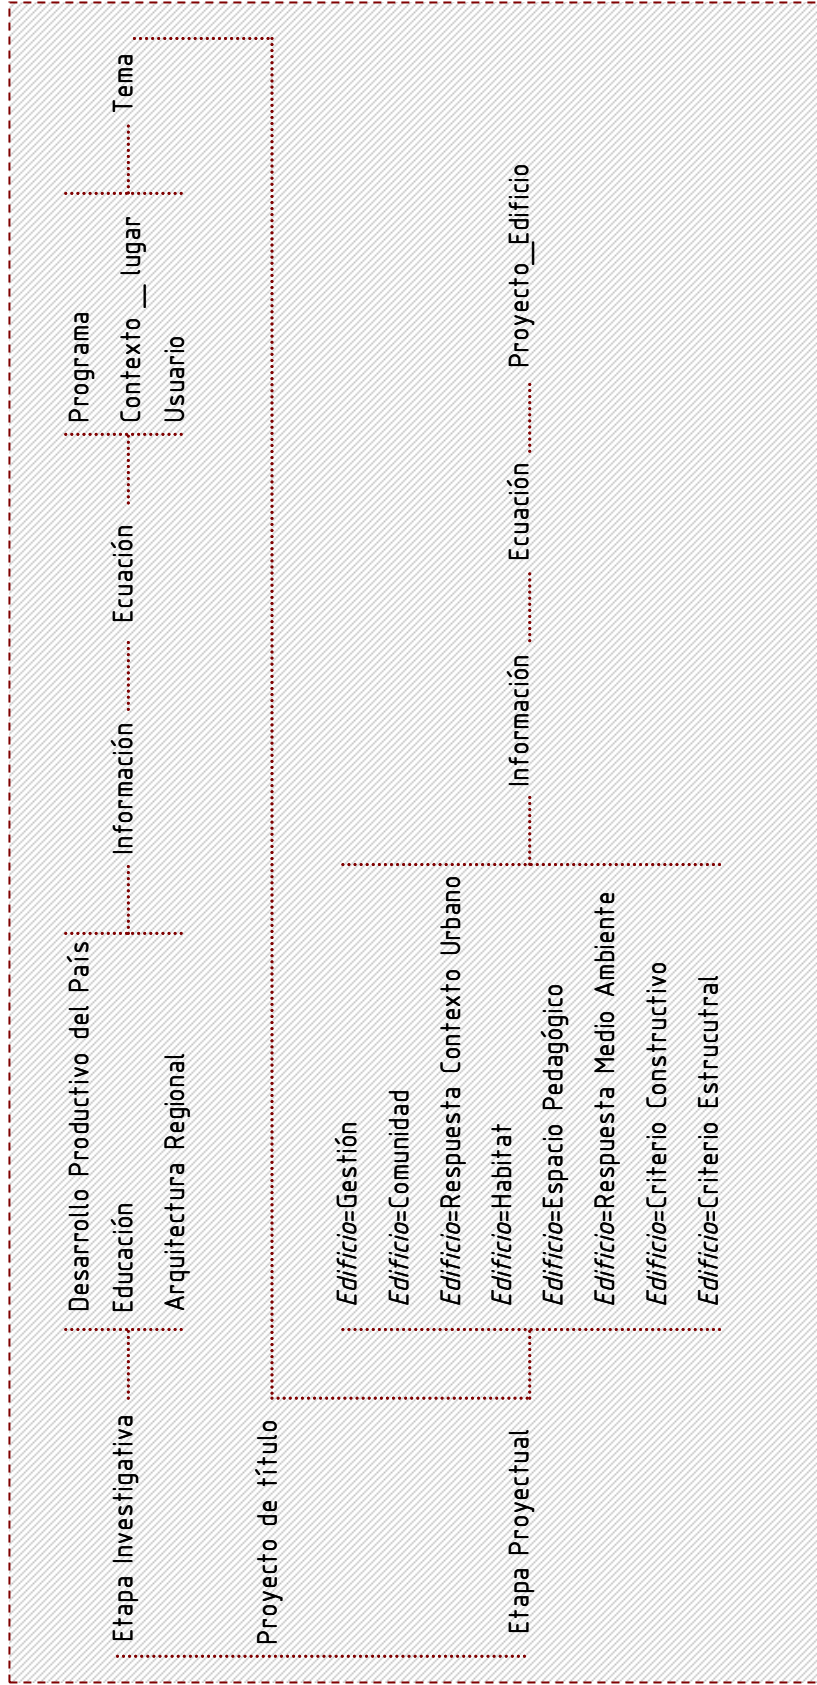 Etapa Investigativa
Desarrollo Productivo del País
Educación
Arquitectura Regional
Información
Ecuación
Programa
Contexto __ lugar
Usuario
Tema
Proyecto de título
Etapa Proyectual
Edificio=Gestión
Edificio=Comunidad
Edificio=Respuesta Contexto Urbano
Edificio=Habitat
Edificio=Espacio Pedagógico
Edificio=Respuesta Medio Ambiente
Edificio=Criterio Constructivo
Edificio=Criterio Estrucutral
Información
Ecuación
Proyecto__Edificio